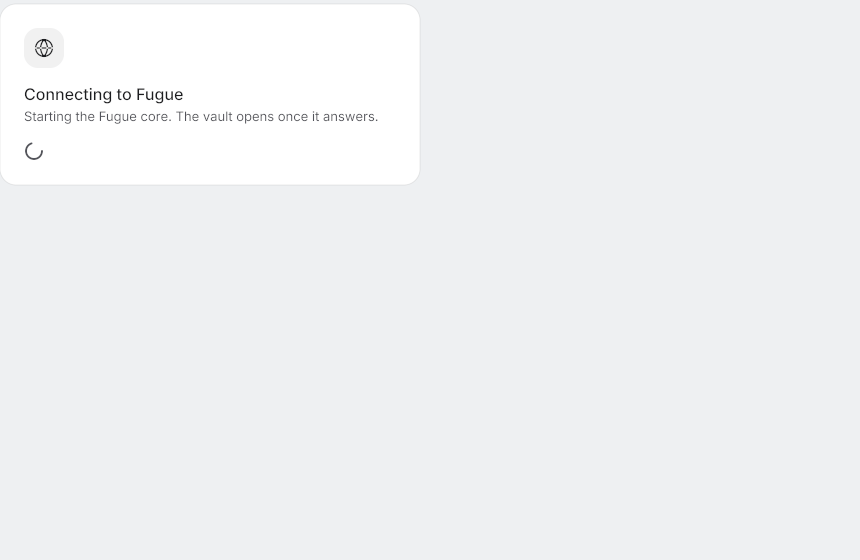 Connecting to Fugue
Starting the Fugue core. The vault opens once it answers.